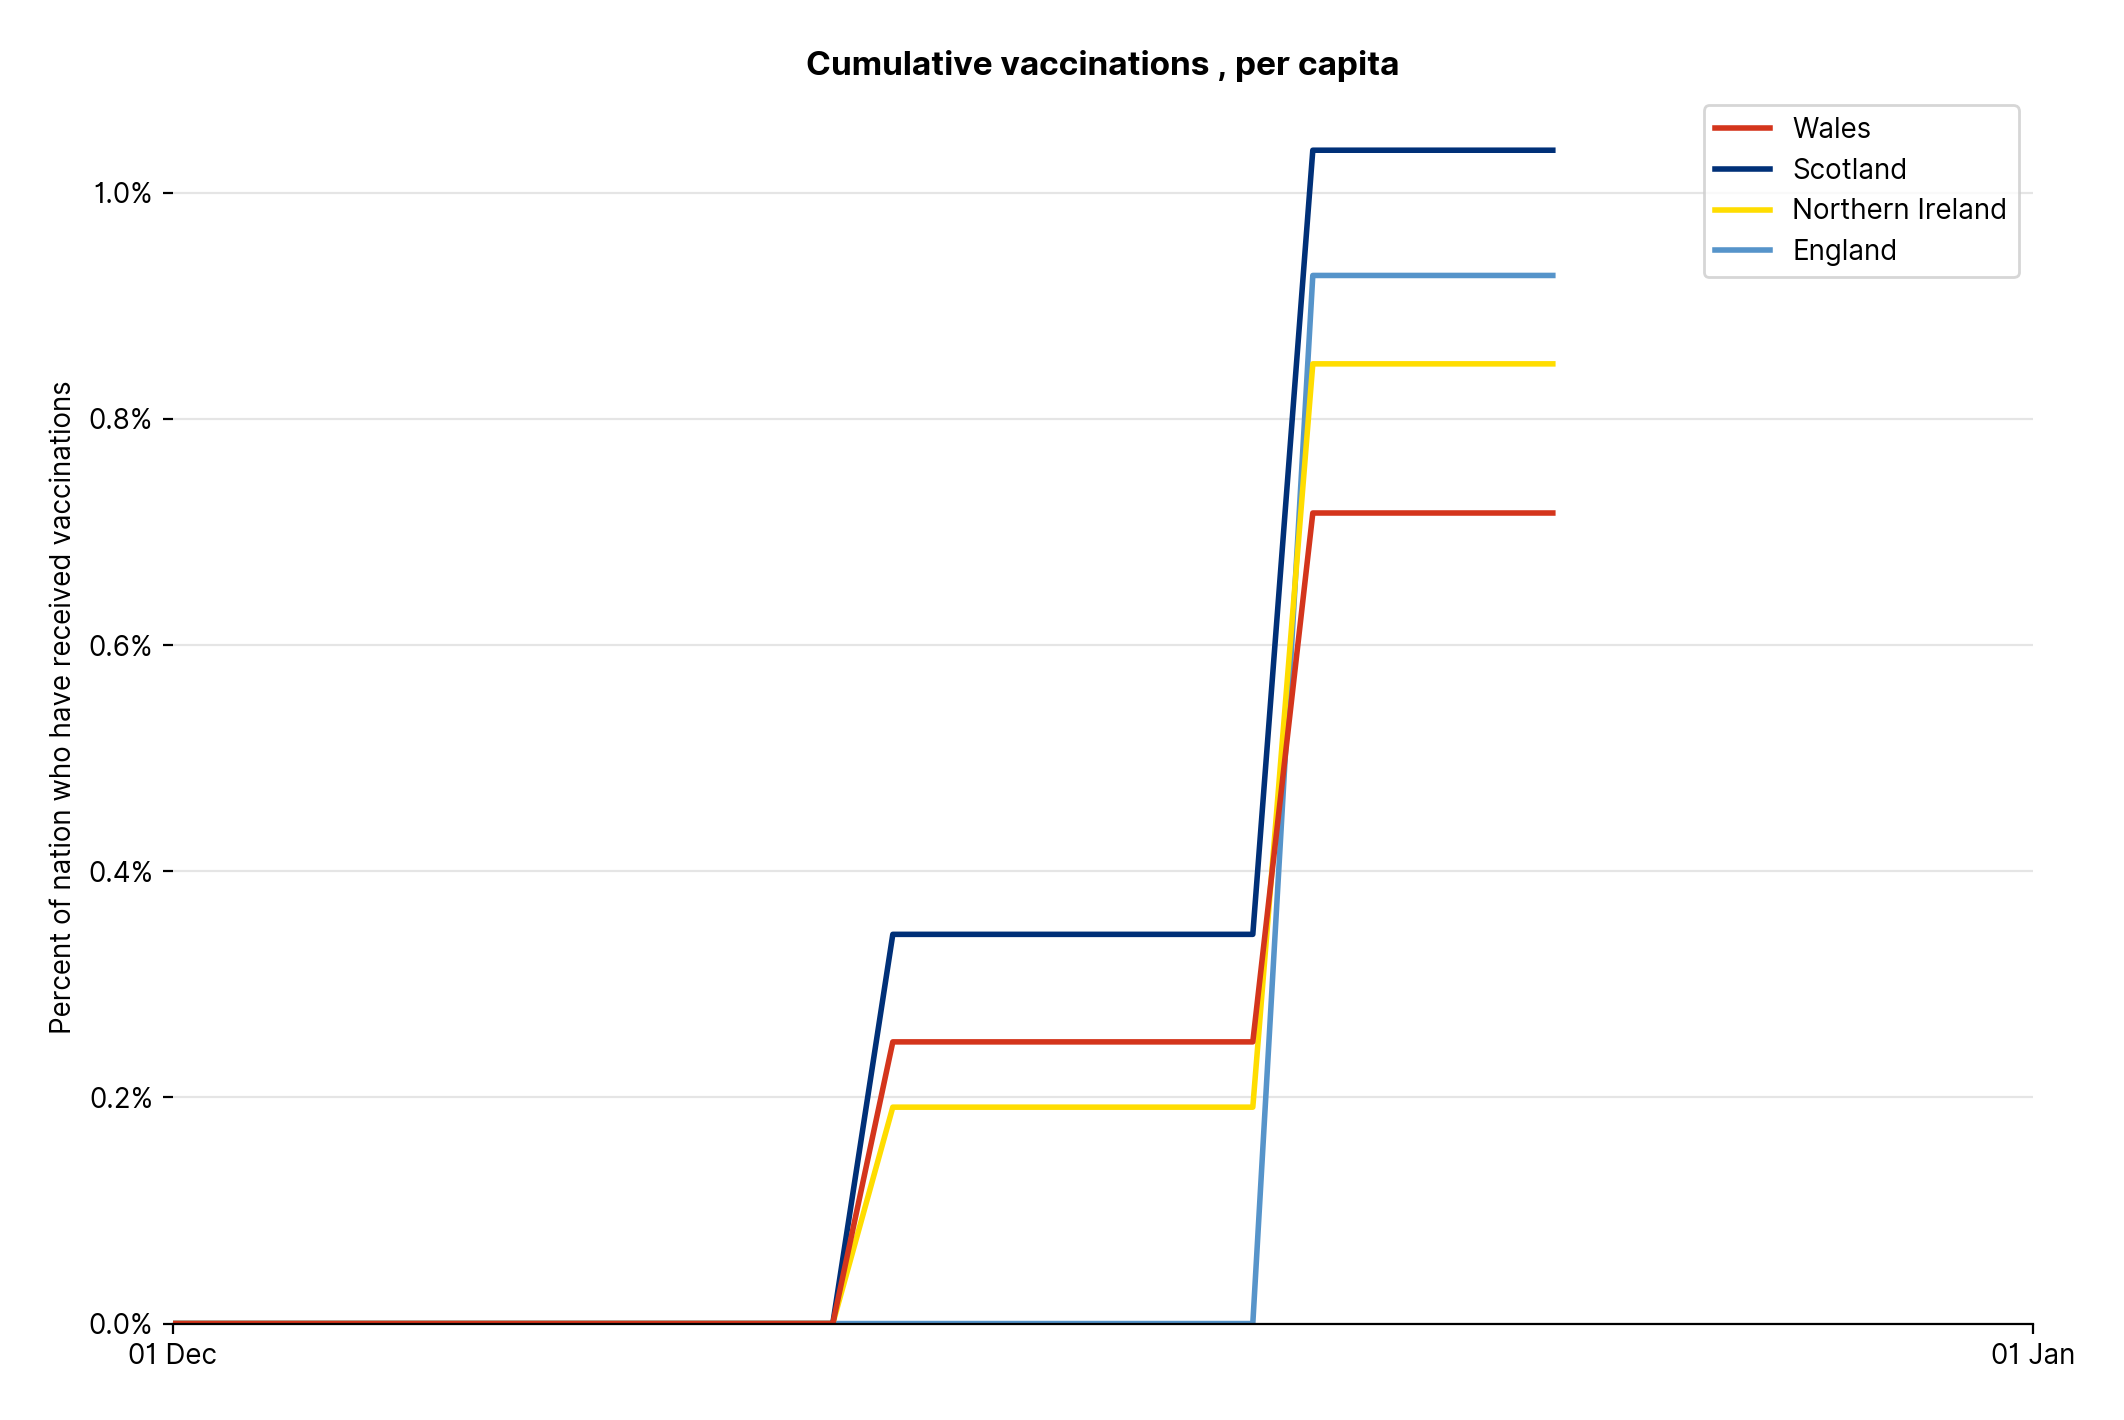 Cumulative vaccinations , per capita
Wales
Scotland
Northern Ireland
England
Percent of nation who have received vaccinations
1.0%
0.8%
0.6%
0.4%
0.2%
0.0%
01 Dec
01 Jan